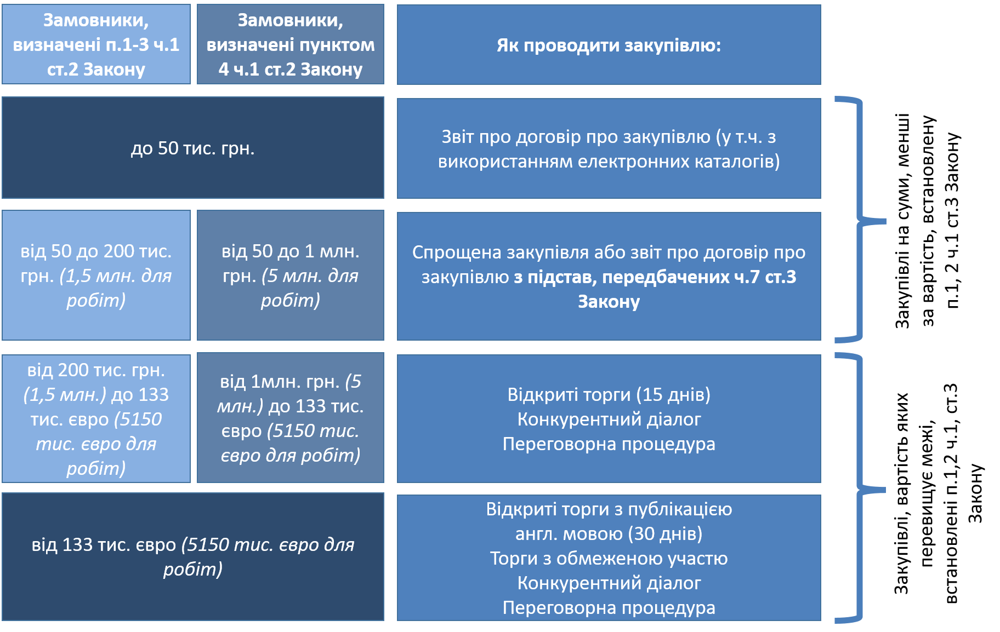 Замовники,
визначені п.1-3 ч.1
ст.2 Закону
Замовники,
визначені пунктом
4 ч.1 ст.2 Закону
Як проводити закупівлю:
до 50 тис. грн.
Звіт про договір про закупівлю (у т.ч. з
використанням електронних каталогів)
від 50 до 200 тис.
грн. (1,5 млн. для
робіт)
від 50 до 1 млн.
грн. (5 млн. для
робіт)
Спрощена закупівля або звіт про договір про
закупівлю з підстав, передбачених ч.7 ст.3
Закону
Закупівлі на суми, менші
за вартість, встановлену
п.1, 2 ч.1 ст.3 Закону
від 200 тис. грн.
(1,5 млн.) до 133
тис. євро (5150
тис. євро для
робіт)
від 1млн. грн. (5
млн.) до 133 тис.
євро (5150 тис.
євро для робіт)
Відкриті торги (15 днів)
Конкурентний діалог
Переговорна процедура
від 133 тис. євро (5150 тис. євро для
робіт)
Відкриті торги з публікацією
англ. мовою (30 днів)
Торги з обмеженою участю
Конкурентний діалог
Переговорна процедура
Закупівлі, вартість яких
перевищує межі,
встановлені п.1,2 ч.1, ст.3
Закону